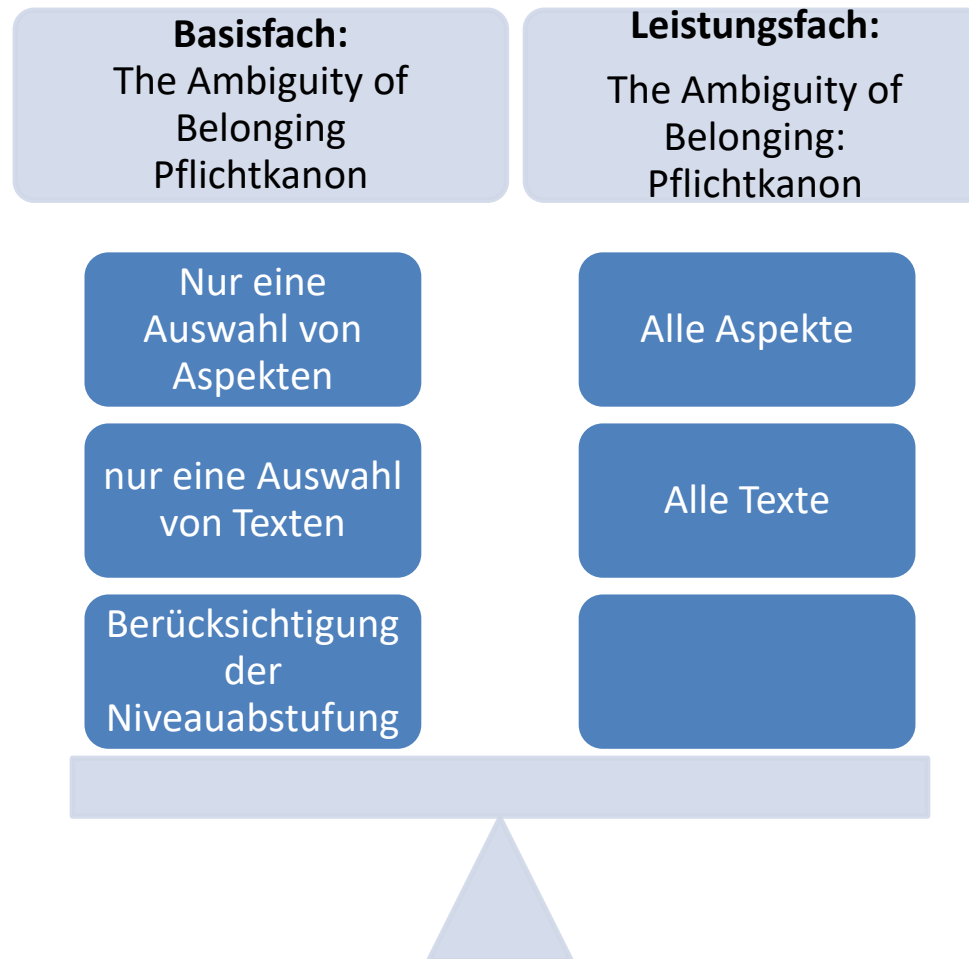 Basisfach:
The Ambiguity of
Belonging
Pflichtkanon
Leistungsfach:
The Ambiguity of
Belonging:
Pflichtkanon
Nur eine
Auswahl von
Aspekten
Alle Aspekte
nur eine Auswahl
von Texten
Alle Texte
Berücksichtigung
der
Niveauabstufung